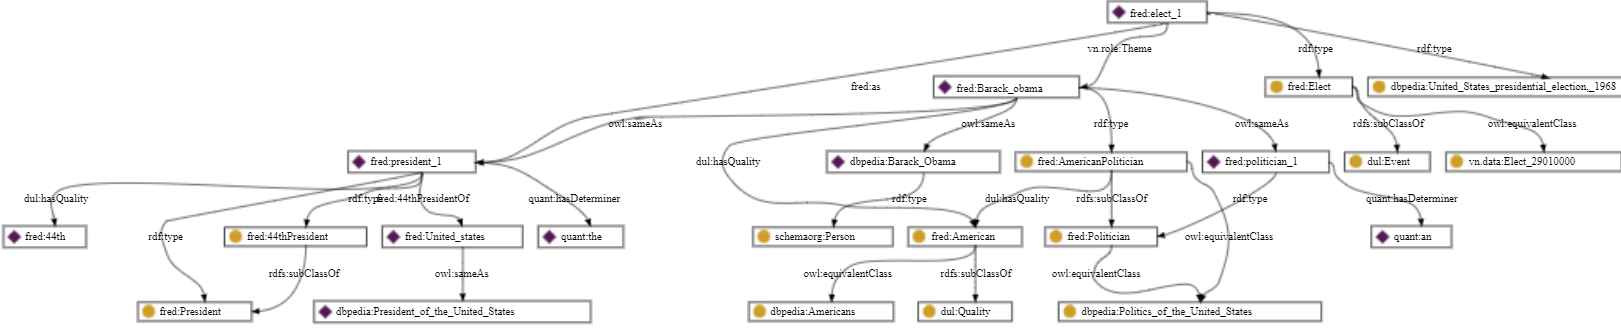 fred:elect_1
vn.role:Theme
rdf:type
rdf:type
fred:as
fred:Barack_obama
fred:Elect
dbpedia:United_States_presidential_election,_1968
owl:sameAs
owl:sameAs
rdf:type
owl:sameAs
rdfs:subClassOf
owl:equivalentClass
fred:president_1
dul:hasQuality
dbpedia:Barack_Obama
fred:AmericanPolitician
fred:politician_1
dul:Event
vn.data:Elect_29010000
dul:hasQuality
rdf:type
fred:44thPresidentOf
quant:hasDeterminer
rdf:type
dul:hasQuality
rdfs:subClassOf
rdf:type
quant:hasDeterminer
fred:44th
rdf:type
fred:44thPresident
fred:United_states
quant:the
schemaorg:Person
fred:American
fred:Politician
owl:equivalentClass
quant:an
rdfs:subClassOf
owl:sameAs
owl:equivalentClass
rdfs:subClassOf
owl:equivalentClass
fred:President
dbpedia:President_of_the_United_States
dbpedia:Americans
dul:Quality
dbpedia:Politics_of_the_United_States